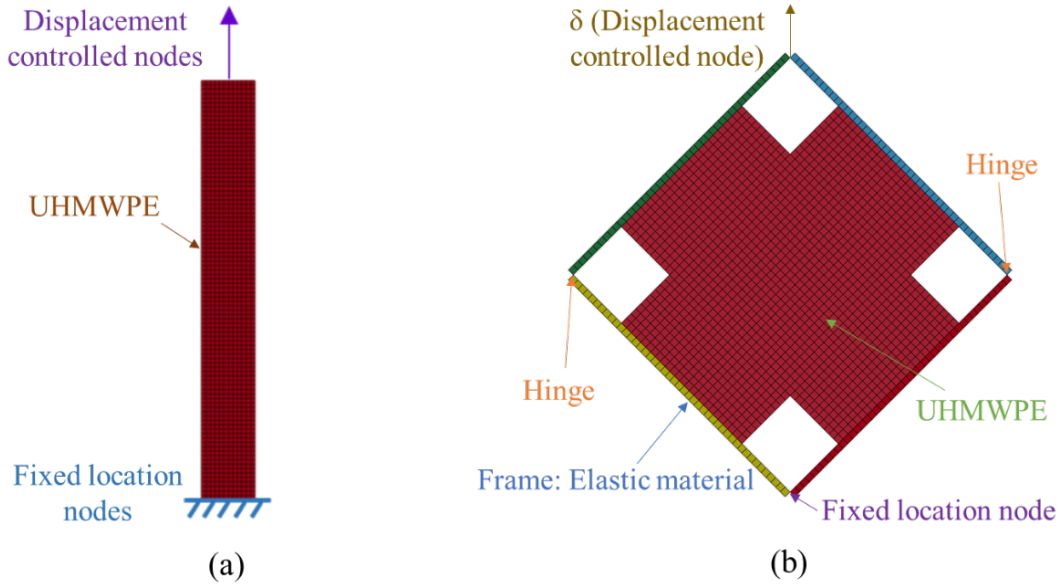 Displacement
controlled nodes
UHMWPE
Fixed location
nodes
(a)
δ (Displacement
controlled node)
Hinge
Hinge
UHMWPE
Frame: Elastic material
Fixed location node
(b)